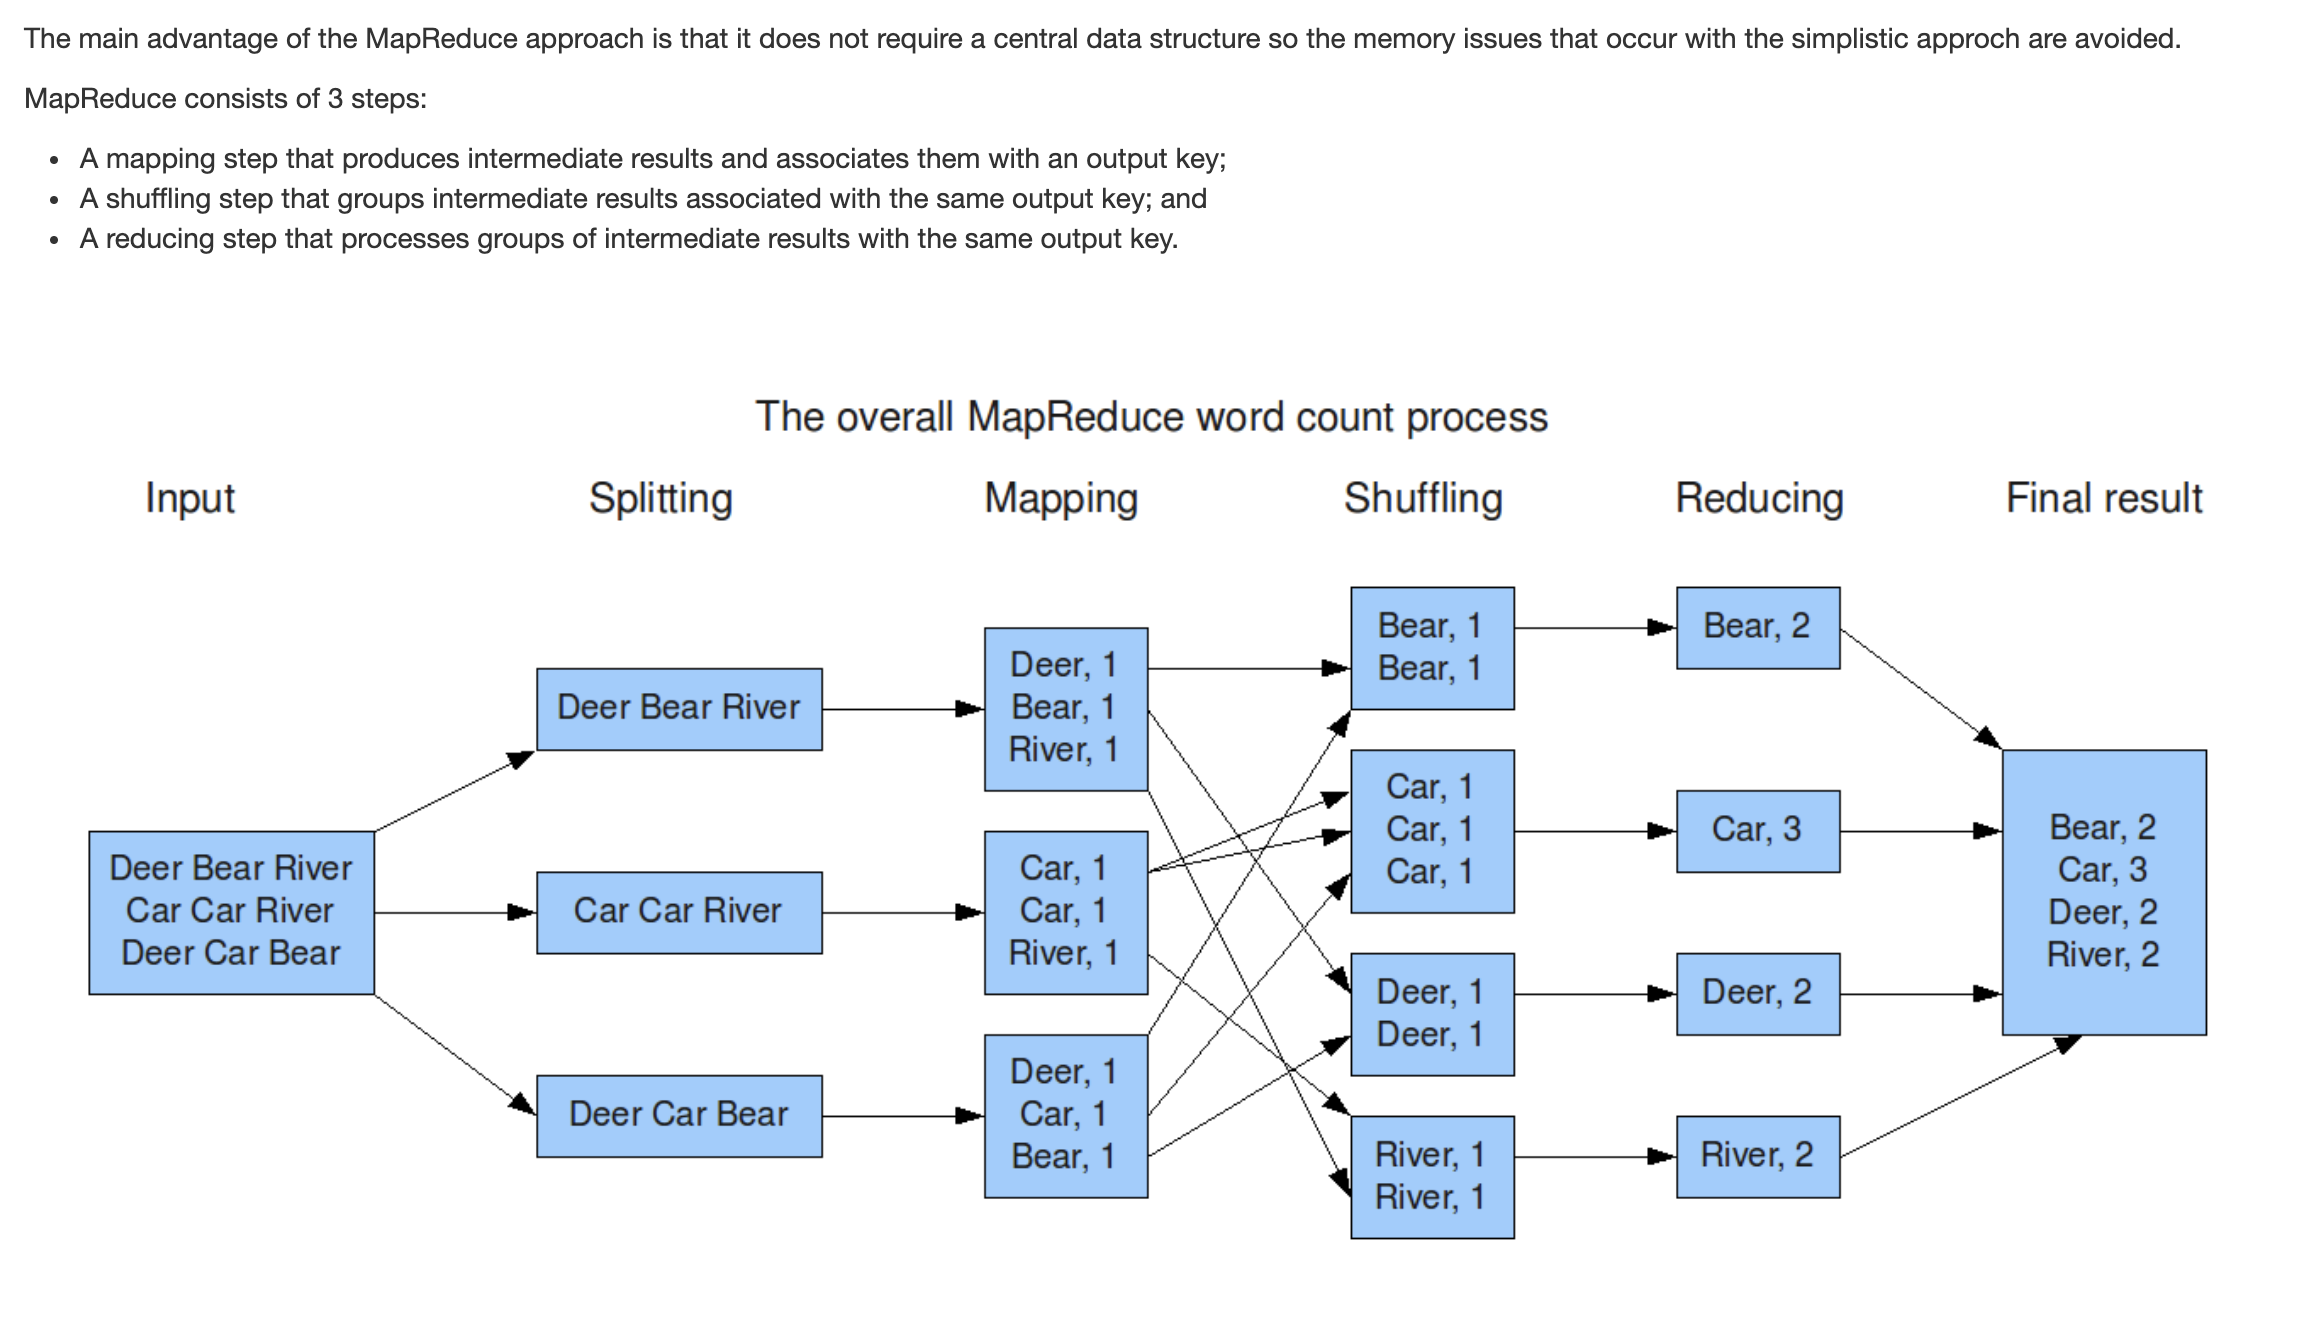 The main advantage of the MapReduce approach is that it does not require a central data structure so the memory issues that occur with the simplistic approch are avoided.
MapReduce consists of 3 steps:
• A mapping step that produces intermediate results and associates them with an output key;
• A shuffling step that groups intermediate results associated with the same output key; and
• A reducing step that processes groups of intermediate results with the same output key.
The overall MapReduce word count process
Input
Splitting
Mapping
Shuffling
Reducing
Final result
Deer Bear River
Car Car River
Deer Car Bear
Deer Bear River
Car Car River
Deer Car Bear
Deer, 1
Bear, 1
River, 1
Car, 1
Car, 1
River, 1
Deer, 1
Car, 1
Bear, 1
Bear, 1
Bear, 1
Car, 1
Car, 1
Car, 1
Deer, 1
Deer, 1
River, 1
River, 1
Bear, 2
Car, 3
Deer, 2
River, 2
Bear, 2
Car, 3
Deer, 2
River, 2